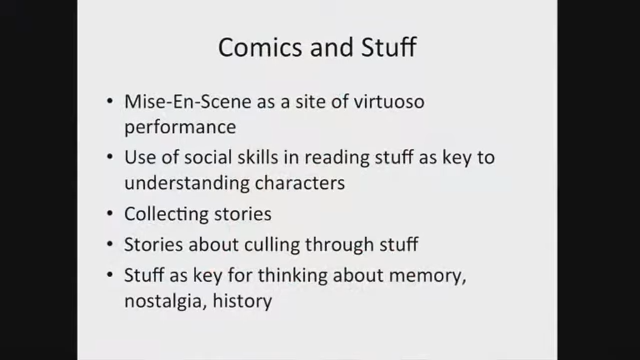 Comics and Stuff
• Mise-En-Scene as a site of virtuoso
performance
• Use of social skills in reading stuff as key to
understanding characters
• Collecting stories
• Stories about culling through stuff
• Stuff as key for thinking about memory,
nostalgia, history